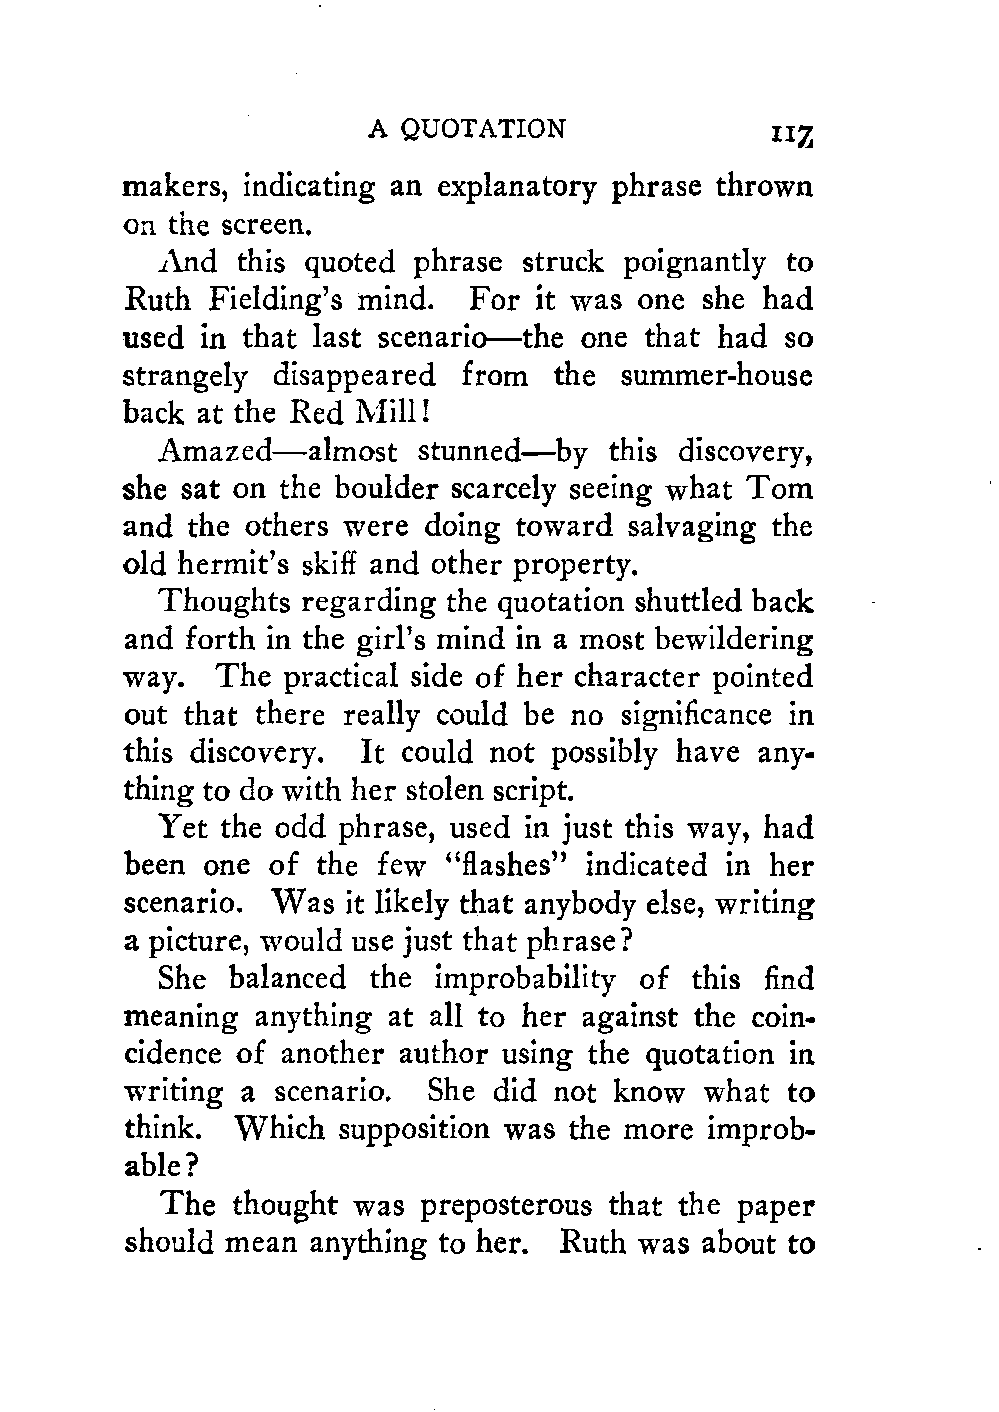 A QUOTATION 117
makers, indicating an explanatory phrase thrown
on the screen.
And this quoted phrase struck poignantly to
Ruth Fielding's mind. For it was one she had
used in that last scenario—the one that had so
strangely disappeared from the summer-house
back at the Red Mill!
Amazed—almost stunned—by this discovery,
she sat on the boulder scarcely seeing what Tom
and the others were doing toward salvaging the
old hermit's skiff and other property.
Thoughts regarding the quotation shuttled back
and forth in the girl's mind in a most bewildering
way. The practical side of her character pointed
out that there really could be no significance in
this discovery. It could not possibly have any-
thing to do with her stolen script.
Yet the odd phrase, used in just this way, had
been one of the few "flashes" indicated in her
scenario. Was it likely that anybody else, writing
a picture, would use just that phrase?
She balanced the improbability of this find
meaning anything at all to her against the coin-
cidence of another author using the quotation in
writing a scenario. She did not know what to
think. Which supposition was the more improb-
able?
The thought was preposterous that the paper
should mean anything to her. Ruth was about to